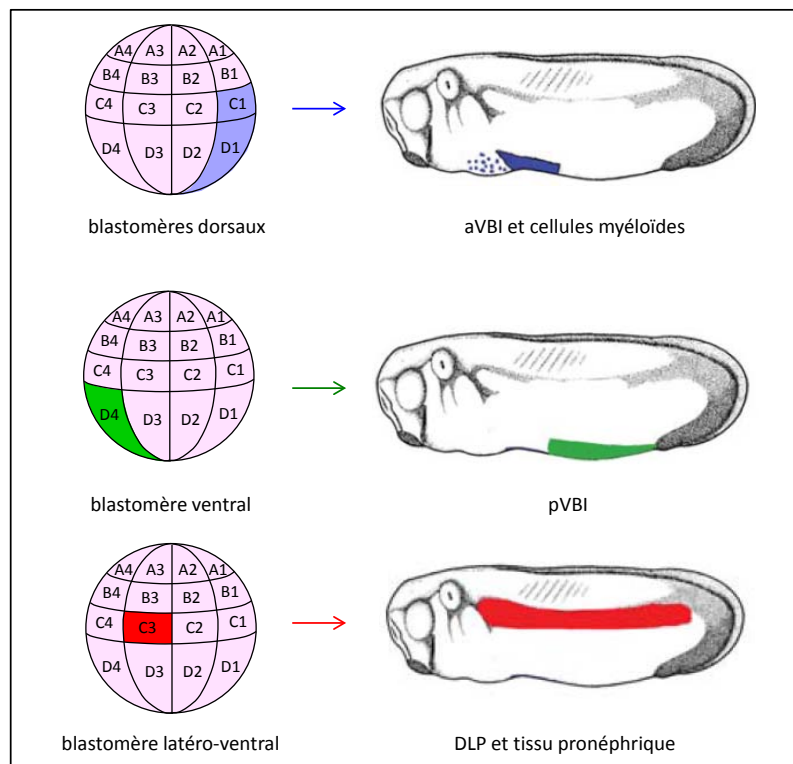 A4 A3 A2 A1
B4 B3 B2 B1
C4 C3 C2 C1
D4 D3 D2 D1
blastomères dorsaux
aVBI et cellules myéloïdes
A4 A3 A2 A1
B4 B3 B2 B1
C4 C3 C2 C1
D4 D3 D2 D1
blastomère ventral
pVBI
A4 A3 A2 A1
B4 B3 B2 B1
C4 C3 C2 C1
D4 D3 D2 D1
blastomère latéro-ventral
DLP et tissu pronéphrique